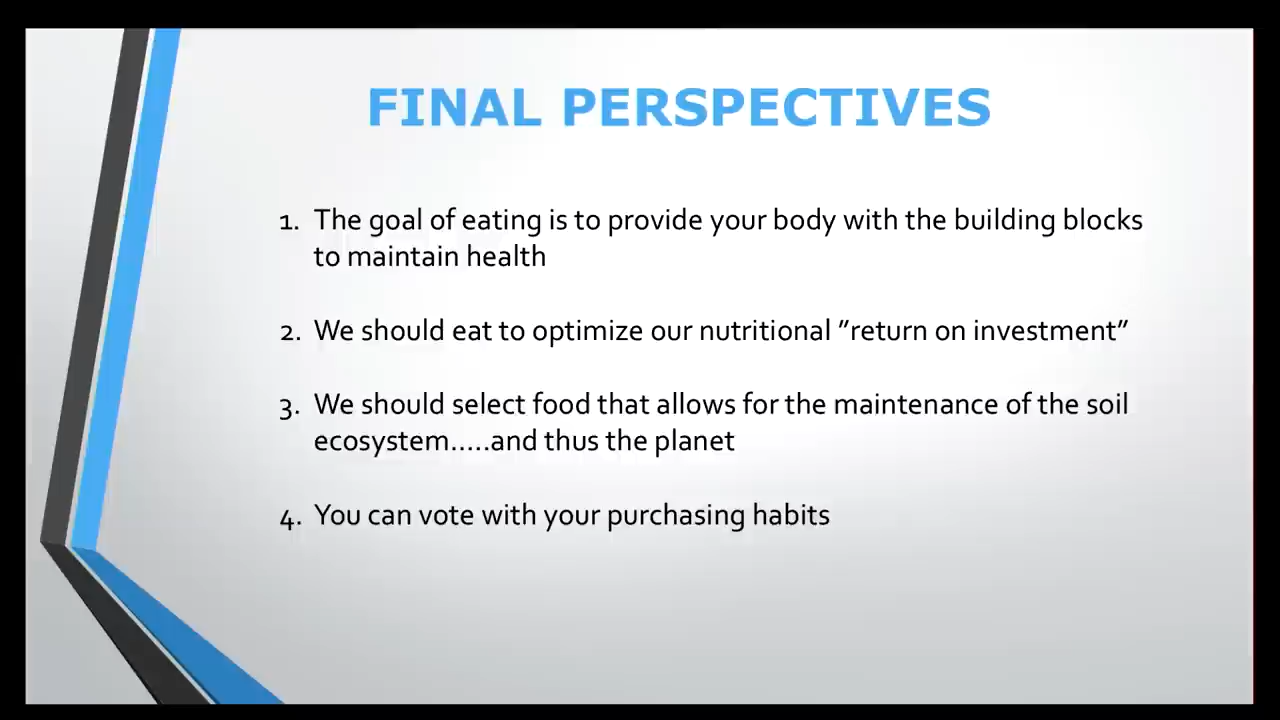 FINAL PERSPECTIVES
1. The goal of eating is to provide your body with the building blocks
to maintain health
2. We should eat to optimize our nutritional ”return on investment”
3. We should select food that allows for the maintenance of the soil
ecosystem.....and thus the planet
4. You can vote with your purchasing habits